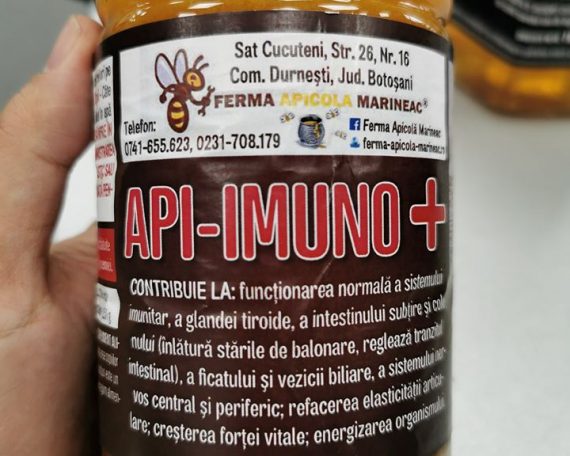 Sat Cucuteni, Str. 26, Nr. 16
Com. Durnești, Jud. Botoșani
FERMA APICOLA MARINEAC®
Telefon:
0741-655.623, 0231-708.179
Ferma Apicolă Marineac
ferma-apicola-marineac.ro
API-IMUNO+
CONTRIBUIE LA: funcționarea normală a sistemului
imunitar, a glandei tiroide, a intestinului subțire și colo-
nului (înlătură stările de balonare, reglează tranzitul
intestinal), a ficatului și vezicii biliare, a sistemului ner-
vos central și periferic; refacerea elasticității articu-
lare; creșterea forței vitale; energizarea organismului.